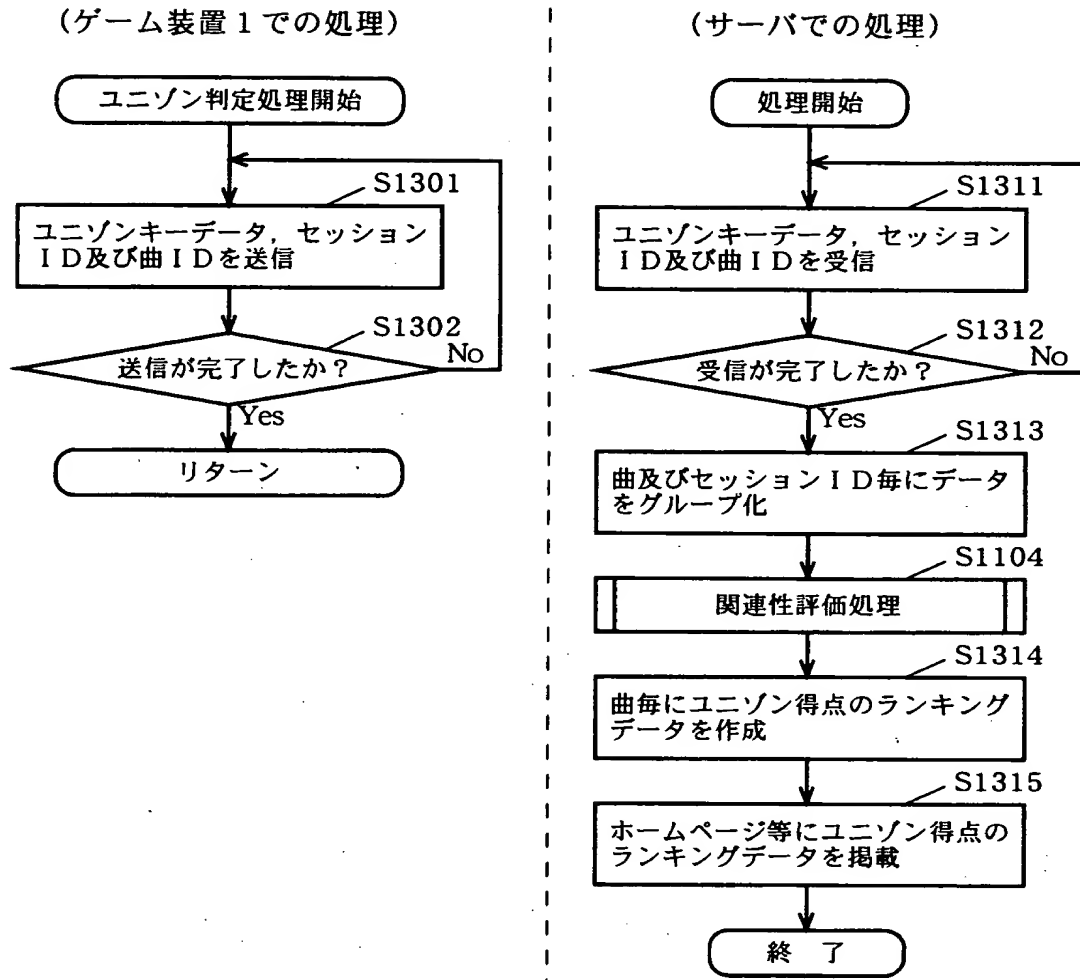 (ゲーム装置1での処理)
ユニゾン判定処理開始
S1301
ユニゾンキーデータ，セッション
ID及び曲IDを送信
S1302
送信が完了したか？
No
Yes
リターン
(サーバでの処理)
処理開始
S1311
ユニゾンキーデータ，セッション
ID及び曲IDを受信
S1312
受信が完了したか？
No
Yes
S1313
曲及びセッションID毎にデータ
をグループ化
S1104
関連性評価処理
S1314
曲毎にユニゾン得点のランキング
データを作成
S1315
ホームページ等にユニゾン得点の
ランキングデータを掲載
終 了